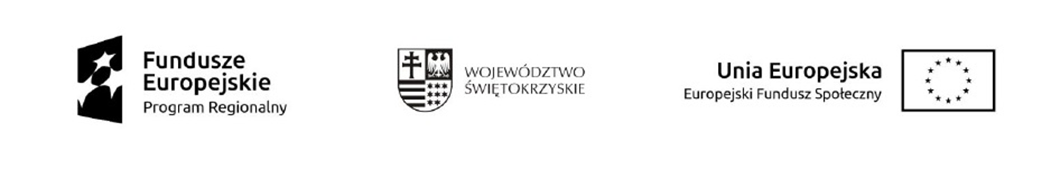 Fundusze
Europejskie
Program Regionalny
WOJEWÓDZTWO
ŚWIĘTOKRZYSKIE
Unia Europejska
Europejski Fundusz Społeczny